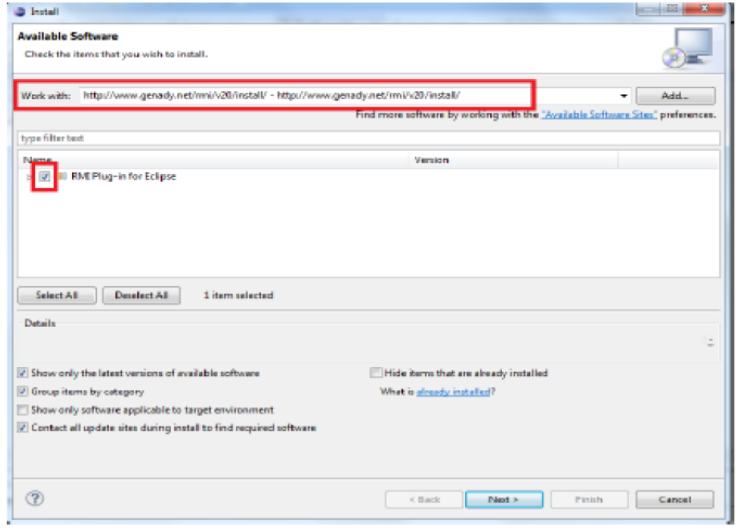 Install
Available Software
Check the items that you wish to install.
Work with: http://www.genady.net/rmi/v20/install/ - http://www.genady.net/rmi/v20/install/ Add...
Find more software by working with the "Available Software Sites" preferences.
type filter text
Name Version
RMI Plug-in for Eclipse
Select All Deselect All 1 item selected
Details
Show only the latest versions of available software Hide items that are already installed
Group items by category What is already installed?
Show only software applicable to target environment
Contact all update sites during install to find required software
? < Back Next > Finish Cancel